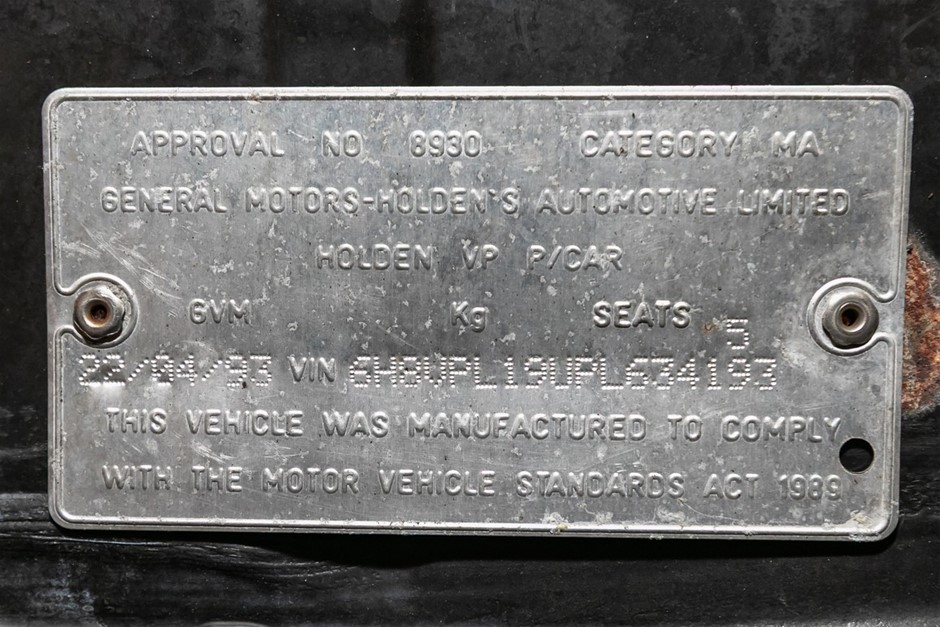 APPROVAL NO 8930 CATEGORY MA
GENERAL MOTORS-HOLDEN'S AUTOMOTIVE LIMITED
HOLDEN VP P/CAR
GVM Kg SEATS 5
22/04/93 VIN 6H8VPL19UPL634193
THIS VEHICLE WAS MANUFACTURED TO COMPLY
WITH THE MOTOR VEHICLE STANDARDS ACT 1989